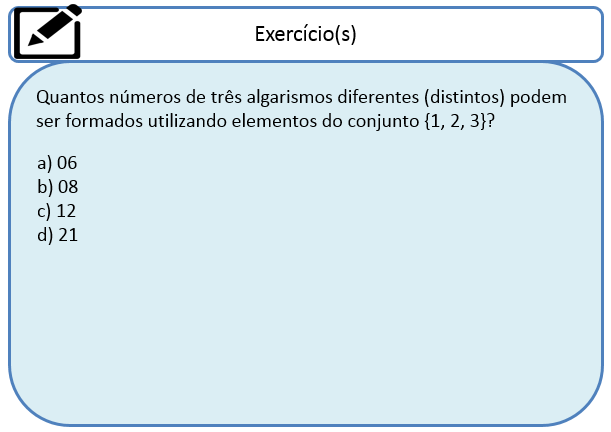 Exercício(s)
Quantos números de três algarismos diferentes (distintos) podem
ser formados utilizando elementos do conjunto {1, 2, 3}?
a) 06
b) 08
c) 12
d) 21